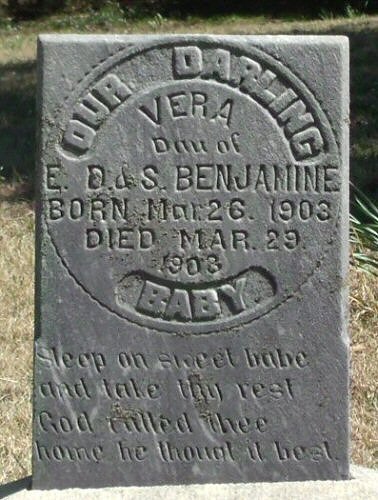 OUR DARLING
VERA
Dau of
E. D. & S. BENJAMINE
BORN Mar. 26. 1903
DIED MAR. 29
1903
BABY.
Sleep on sweet babe
and take thy rest
God called thee
home he thougt it best.